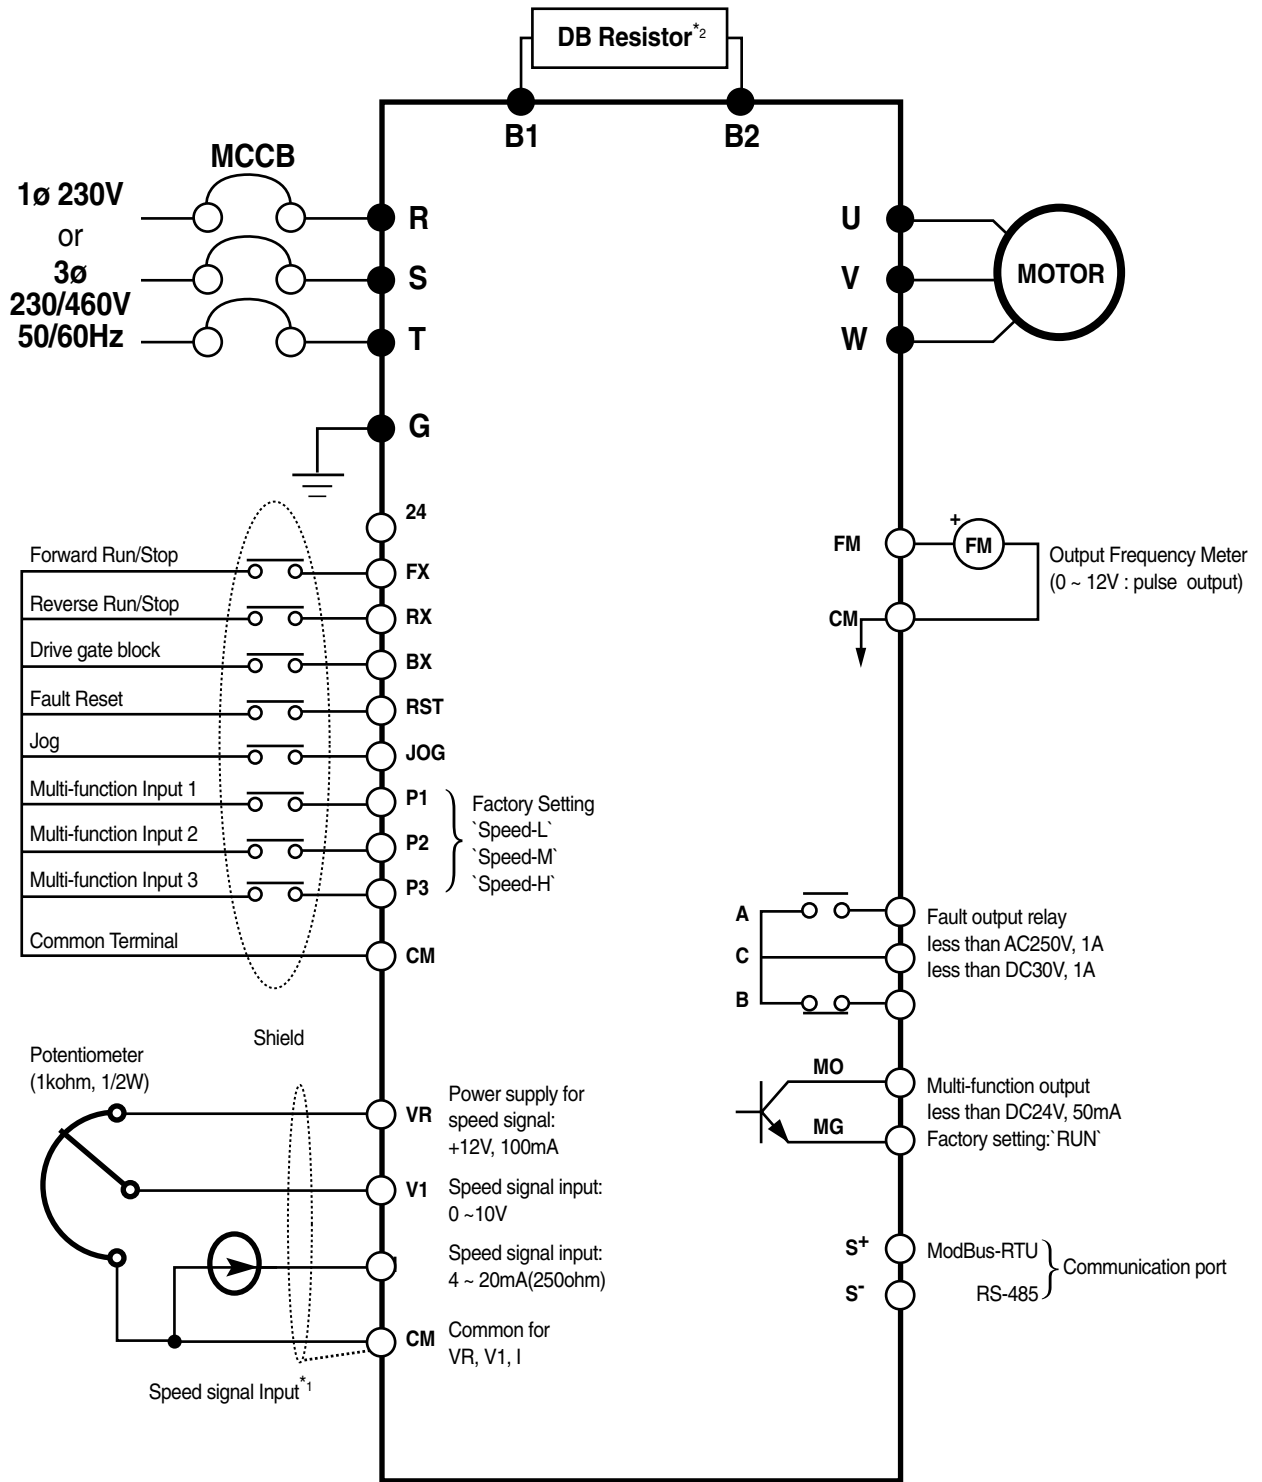 DB Resistor*2
B1
B2
MCCB
1ø 230V
or
3ø
230/460V
50/60Hz
R
S
T
G
U
V
W
MOTOR
24
Forward Run/Stop
FX
Reverse Run/Stop
RX
Drive gate block
BX
Fault Reset
RST
Jog
JOG
Multi-function Input 1
P1
Multi-function Input 2
P2
Multi-function Input 3
P3
Factory Setting
`Speed-L`
`Speed-M`
`Speed-H`
Common Terminal
CM
Shield
FM
+
FM
CM
Output Frequency Meter
(0 ~ 12V : pulse output)
A
C
B
Fault output relay
less than AC250V, 1A
less than DC30V, 1A
MO
MG
Multi-function output
less than DC24V, 50mA
Factory setting:`RUN`
Potentiometer
(1kohm, 1/2W)
VR
Power supply for
speed signal:
+12V, 100mA
V1
Speed signal input:
0 ~10V
Speed signal input:
4 ~ 20mA(250ohm)
CM
Common for
VR, V1, I
Speed signal Input*1
S+
S-
ModBus-RTU
RS-485
Communication port